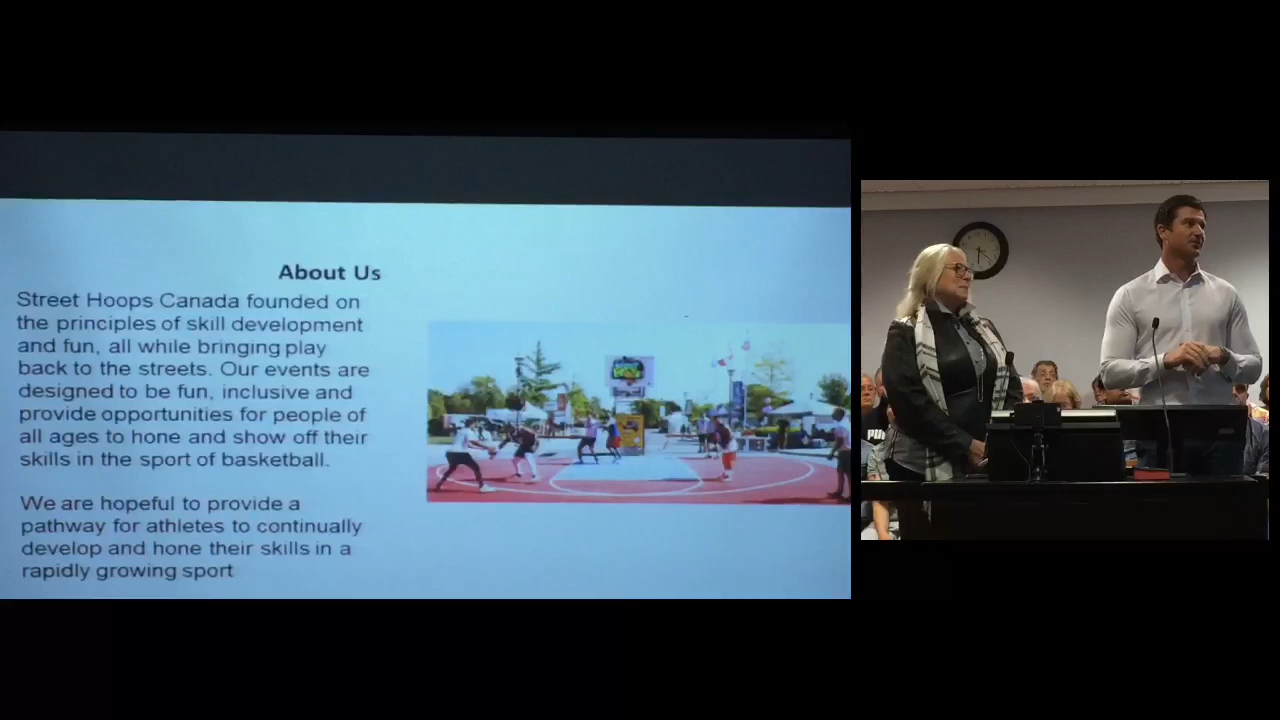 About Us
Street Hoops Canada founded on
the principles of skill development
and fun, all while bringing play
back to the streets. Our events are
designed to be fun, inclusive and
provide opportunities for people of
all ages to hone and show off their
skills in the sport of basketball.
We are hopeful to provide a
pathway for athletes to continually
develop and hone their skills in a
rapidly growing sport
PUMA